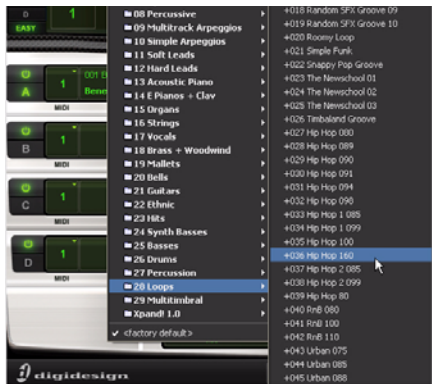 D
1
EASY
A
1
001
Bene
MIDI
B
1
MIDI
C
1
MIDI
D
1
MIDI
digidesign
08 Percussive
09 Multitrack Arpeggios
10 Simple Arpeggios
11 Soft Leads
12 Hard Leads
13 Acoustic Piano
14 E Pianos + Clav
15 Organs
16 Strings
17 Vocals
18 Brass + Woodwind
19 Mallets
20 Bells
21 Guitars
22 Ethnic
23 Hits
24 Synth Basses
25 Basses
26 Drums
27 Percussion
28 Loops
29 Multitimbral
Xpand! 1.0
<factory default>
+018 Random SFX Groove 09
+019 Random SFX Groove 10
+020 Roomy Loop
+021 Simple Funk
+022 Snappy Pop Groove
+023 The Newschool 01
+024 The Newschool 02
+025 The Newschool 03
+026 Timbaland Groove
+027 Hip Hop 080
+028 Hip Hop 089
+029 Hip Hop 090
+030 Hip Hop 091
+031 Hip Hop 094
+032 Hip Hop 098
+033 Hip Hop 1 085
+034 Hip Hop 1 099
+035 Hip Hop 100
+036 Hip Hop 160
+037 Hip Hop 2 085
+038 Hip Hop 2 099
+039 Hip Hop 80
+040 RnB 080
+041 RnB 100
+042 RnB 110
+043 Urban 075
+044 Urban 085
+045 Urban 088